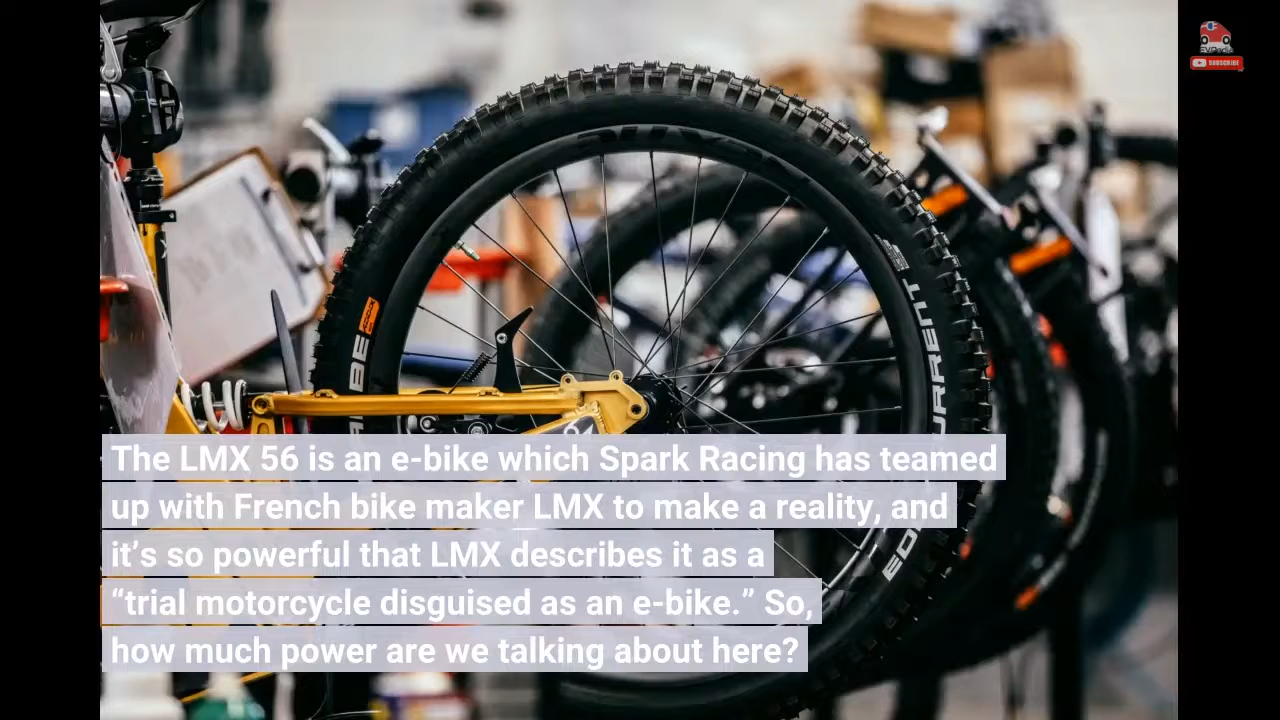 EVRadio
SUBSCRIBE
The LMX 56 is an e-bike which Spark Racing has teamed
up with French bike maker LMX to make a reality, and
it’s so powerful that LMX describes it as a
“trial motorcycle disguised as an e-bike.” So,
how much power are we talking about here?